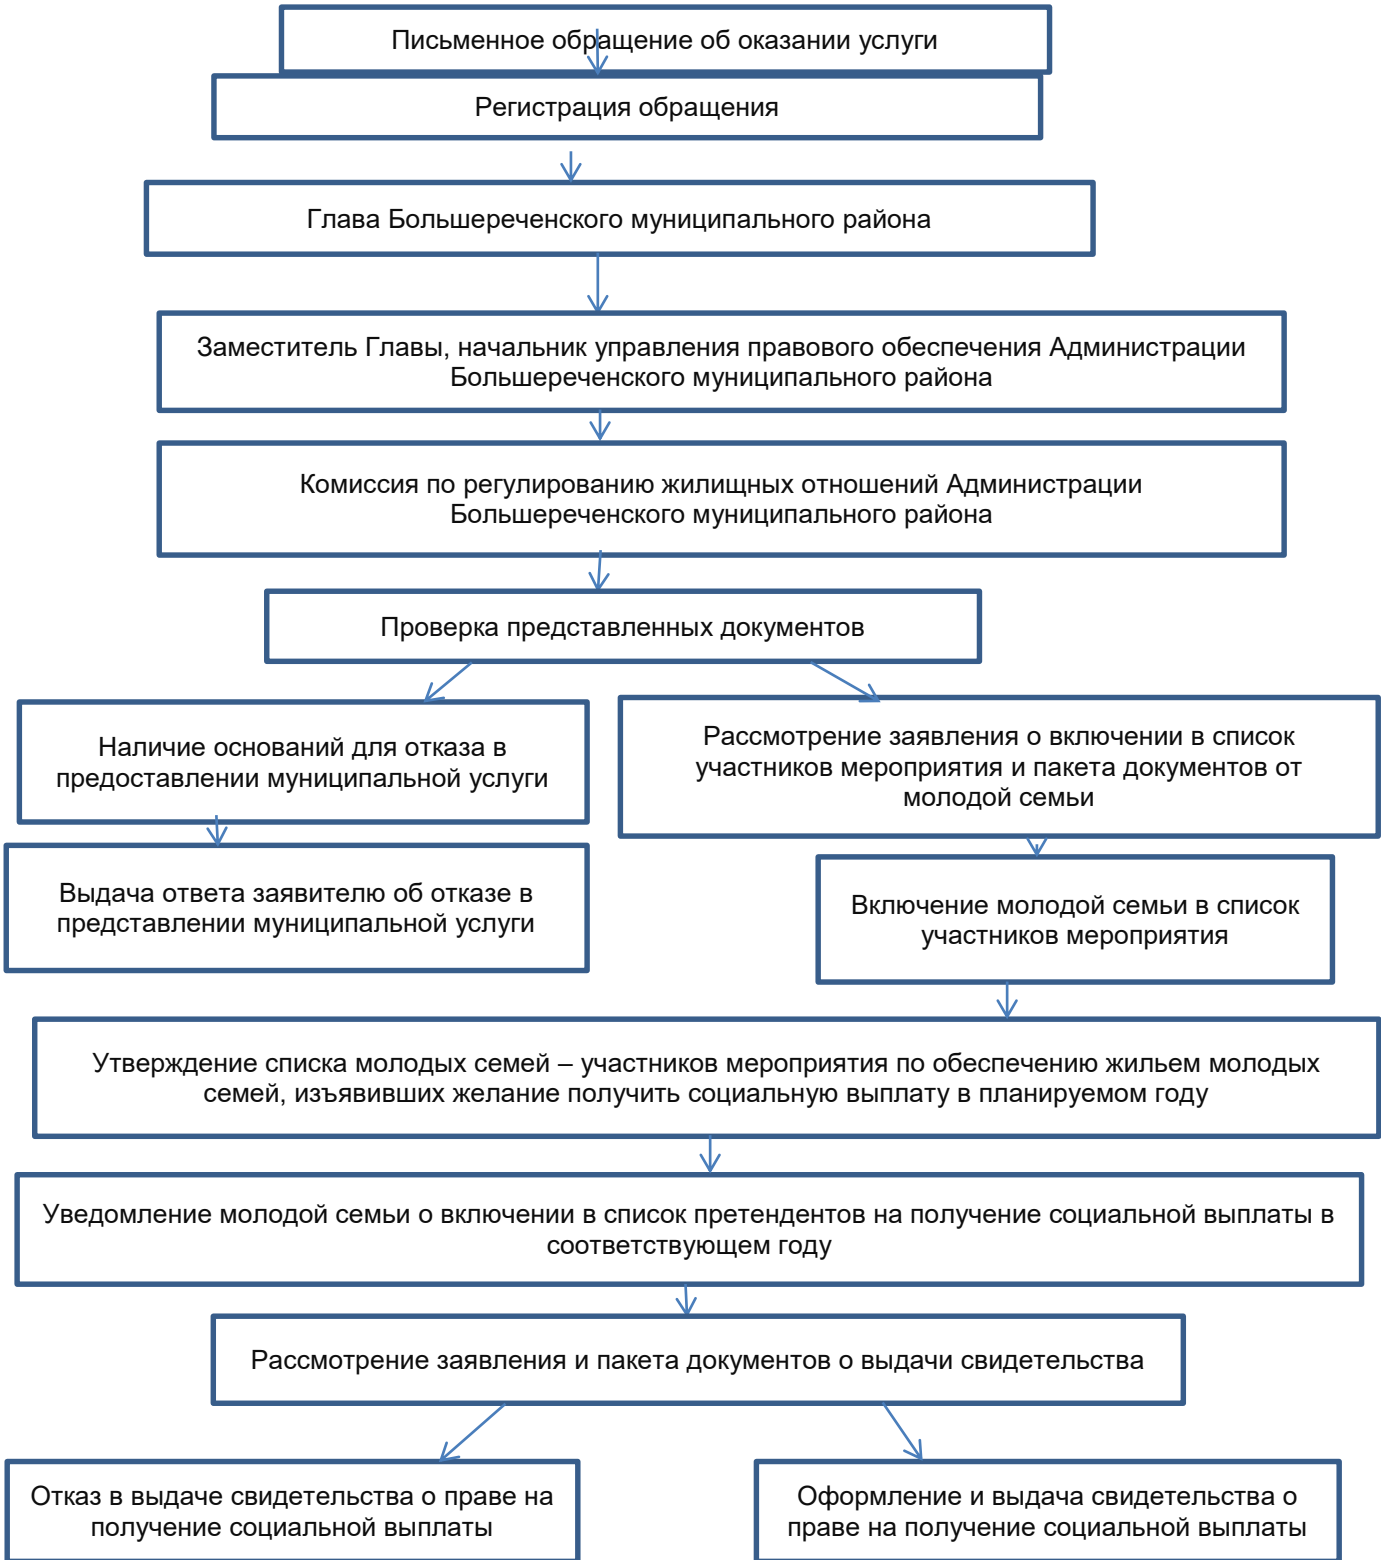 Письменное обращение об оказании услуги
Регистрация обращения
Глава Большереченского муниципального района
Заместитель Главы, начальник управления правового обеспечения Администрации
Большереченского муниципального района
Комиссия по регулированию жилищных отношений Администрации
Большереченского муниципального района
Проверка представленных документов
Наличие оснований для отказа в
предоставлении муниципальной услуги
Рассмотрение заявления о включении в список
участников мероприятия и пакета документов от
молодой семьи
Выдача ответа заявителю об отказе в
представлении муниципальной услуги
Включение молодой семьи в список
участников мероприятия
Утверждение списка молодых семей – участников мероприятия по обеспечению жильем молодых
семей, изъявивших желание получить социальную выплату в планируемом году
Уведомление молодой семьи о включении в список претендентов на получение социальной выплаты в
соответствующем году
Рассмотрение заявления и пакета документов о выдачи свидетельства
Отказ в выдаче свидетельства о праве на
получение социальной выплаты
Оформление и выдача свидетельства о
праве на получение социальной выплаты